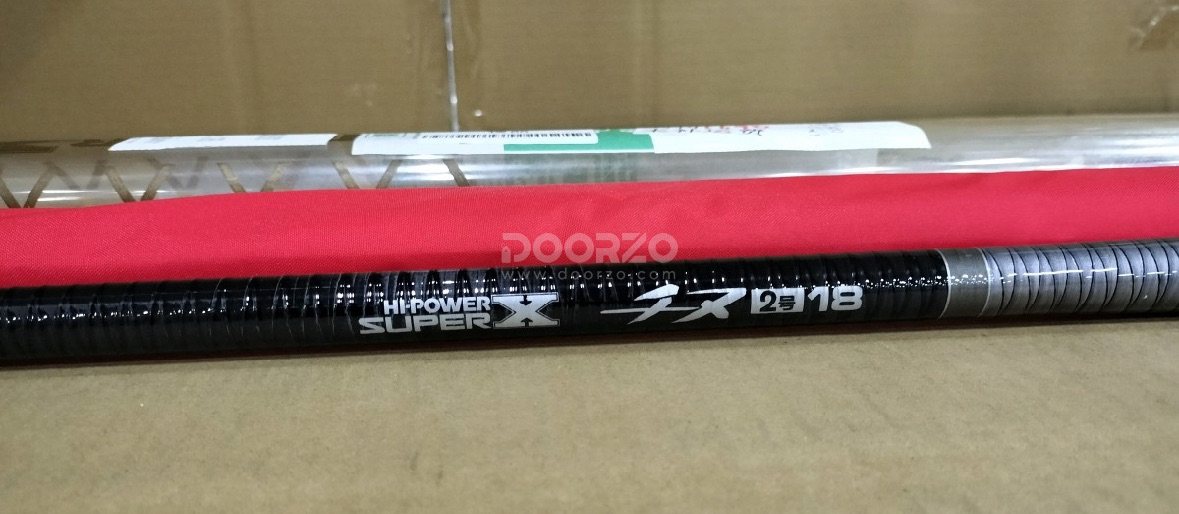 DOORZO
www.doorzo.com
HI-POWER
SUPER X チヌ 2号 18